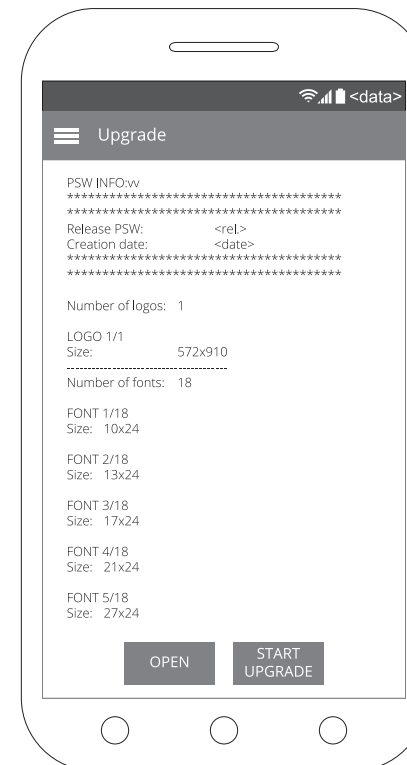 <data>
Upgrade
PSW INFO:vv
***************************************
***************************************
Release PSW: <rel.>
Creation date: <date>
***************************************
***************************************
Number of logos: 1
LOGO 1/1
Size: 572x910
-----------------------------------
Number of fonts: 18
FONT 1/18
Size: 10x24
FONT 2/18
Size: 13x24
FONT 3/18
Size: 17x24
FONT 4/18
Size: 21x24
FONT 5/18
Size: 27x24
OPEN
START
UPGRADE